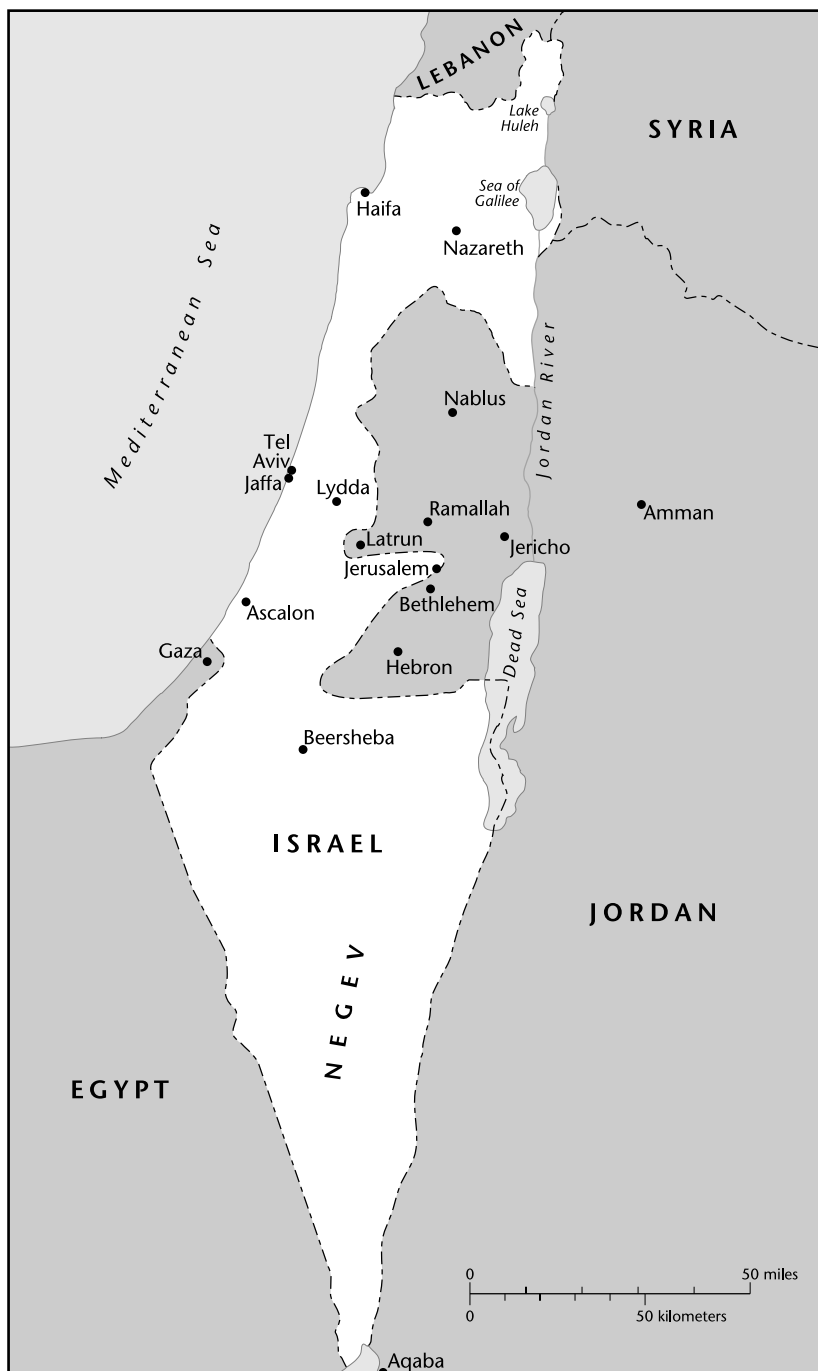 LEBANON
Lake
Huleh
SYRIA
Sea of
Galilee
Haifa
Nazareth
Mediterranean Sea
Jordan River
Nablus
Tel
Aviv
Jaffa
Lydda
Ramallah
Amman
Latrun
Jericho
Jerusalem
Bethlehem
Ascalon
Dead Sea
Gaza
Hebron
Beersheba
ISRAEL
JORDAN
NEGEV
EGYPT
0 50 miles
0 50 kilometers
Aqaba